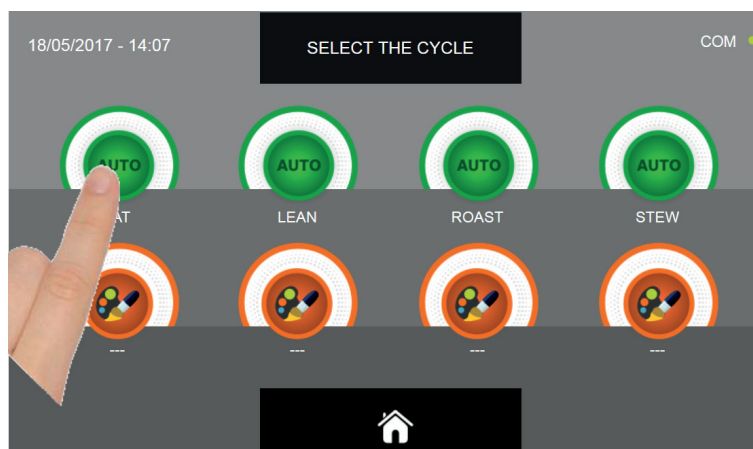 18/05/2017 - 14:07
SELECT THE CYCLE
COM
AUTO
AUTO
AUTO
AUTO
LEAN
ROAST
STEW
---
---
---
---